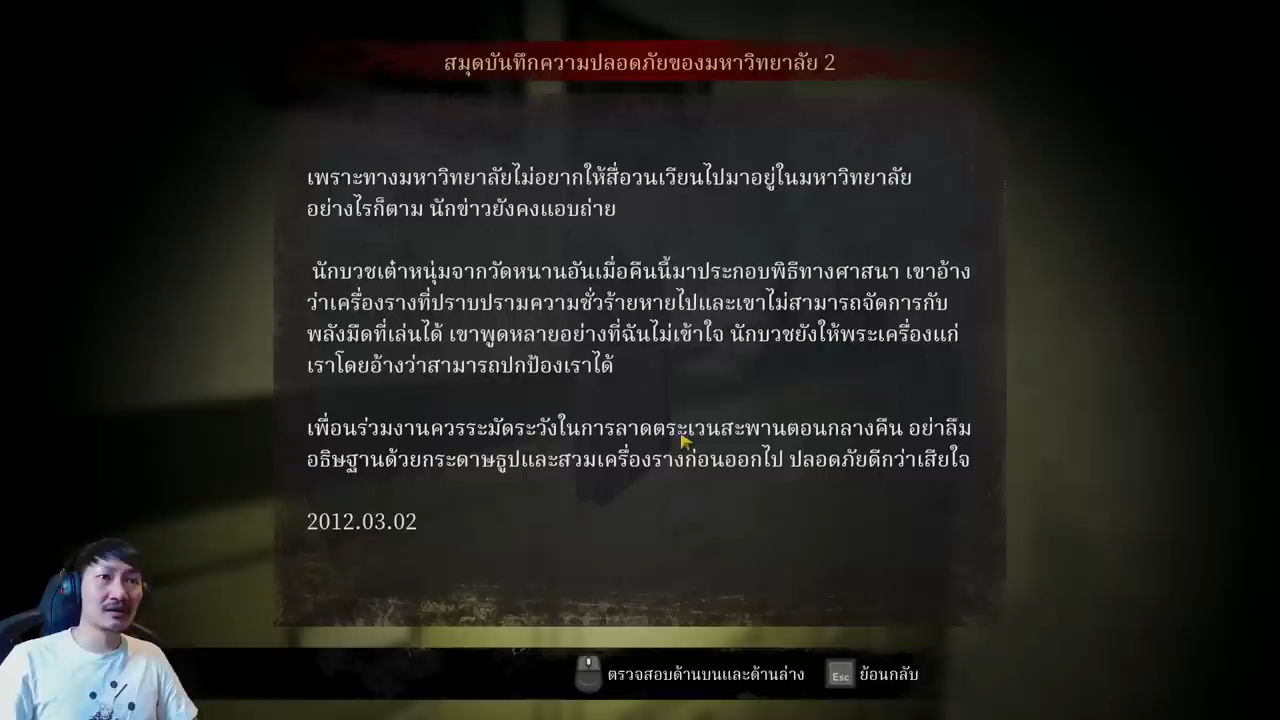 สมุดบันทึกความปลอดภัยของมหาวิทยาลัย 2
เพราะทางมหาวิทยาลัยไม่อยากให้สื่อวนเวียนไปมาอยู่ในมหาวิทยาลัย
อย่างไรก็ตาม นักข่าวยังคงแอบถ่าย
นักบวชเต๋าหนุ่มจากวัดหนานอันเมื่อคืนนี้มาประกอบพิธีทางศาสนา เขาอ้าง
ว่าเครื่องรางที่ปราบปรามความชั่วร้ายหายไปและเขาไม่สามารถจัดการกับ
พลังมืดที่เล่นได้ เขาพูดหลายอย่างที่ฉันไม่เข้าใจ นักบวชยังให้พระเครื่องแก่
เราโดยอ้างว่าสามารถปกป้องเราได้
เพื่อนร่วมงานควรระมัดระวังในการลาดตระเวนสะพานตอนกลางคืน อย่าลืม
อธิษฐานด้วยกระดาษธูปและสวมเครื่องรางก่อนออกไป ปลอดภัยดีกว่าเสียใจ
2012.03.02
ตรวจสอบด้านบนและด้านล่าง
Esc ย้อนกลับ